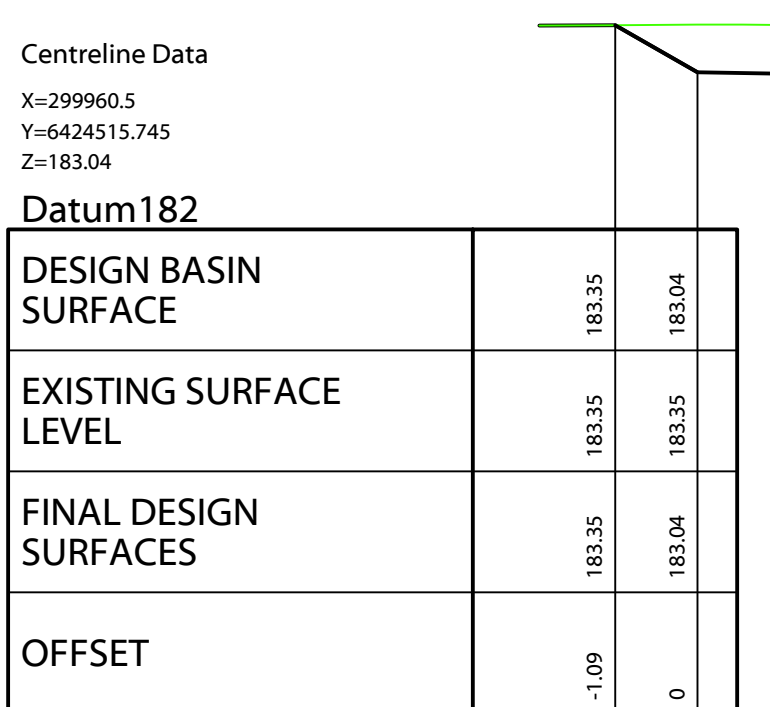 Centreline Data
X=299960.5
Y=6424515.745
Z=183.04
Datum182
DESIGN BASIN
SURFACE
183.35
183.04
EXISTING SURFACE
LEVEL
183.35
183.35
FINAL DESIGN
SURFACES
183.35
183.04
OFFSET
-1.09
0